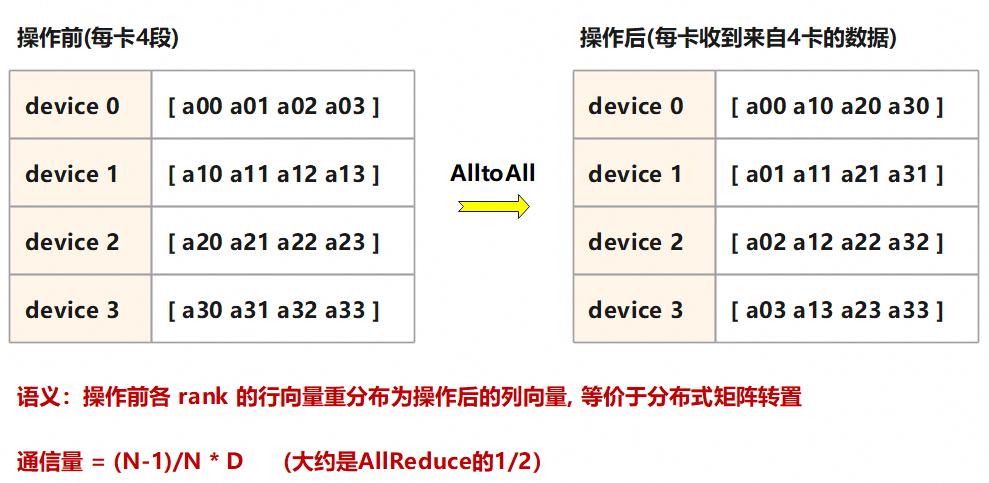 操作前(每卡4段)
device 0 [ a00 a01 a02 a03 ]
device 1 [ a10 a11 a12 a13 ]
device 2 [ a20 a21 a22 a23 ]
device 3 [ a30 a31 a32 a33 ]
AlltoAll
操作后(每卡收到来自4卡的数据)
device 0 [ a00 a10 a20 a30 ]
device 1 [ a01 a11 a21 a31 ]
device 2 [ a02 a12 a22 a32 ]
device 3 [ a03 a13 a23 a33 ]
语义：操作前各 rank 的行向量重分布为操作后的列向量, 等价于分布式矩阵转置
通信量 = (N-1)/N * D (大约是AllReduce的1/2)